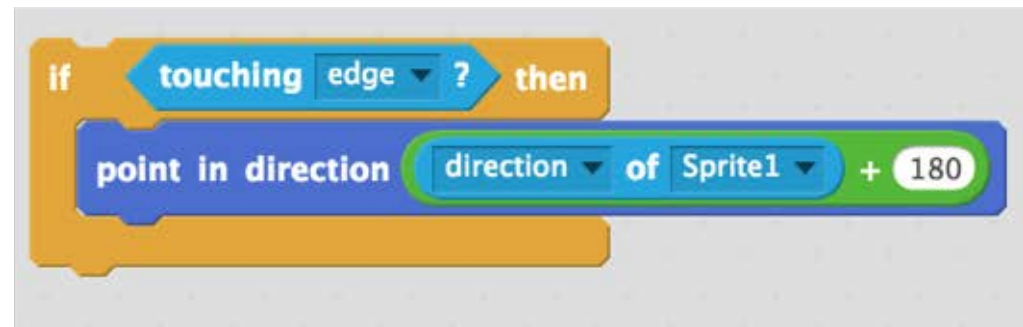 if touching edge ? then
point in direction direction of Sprite1 + 180